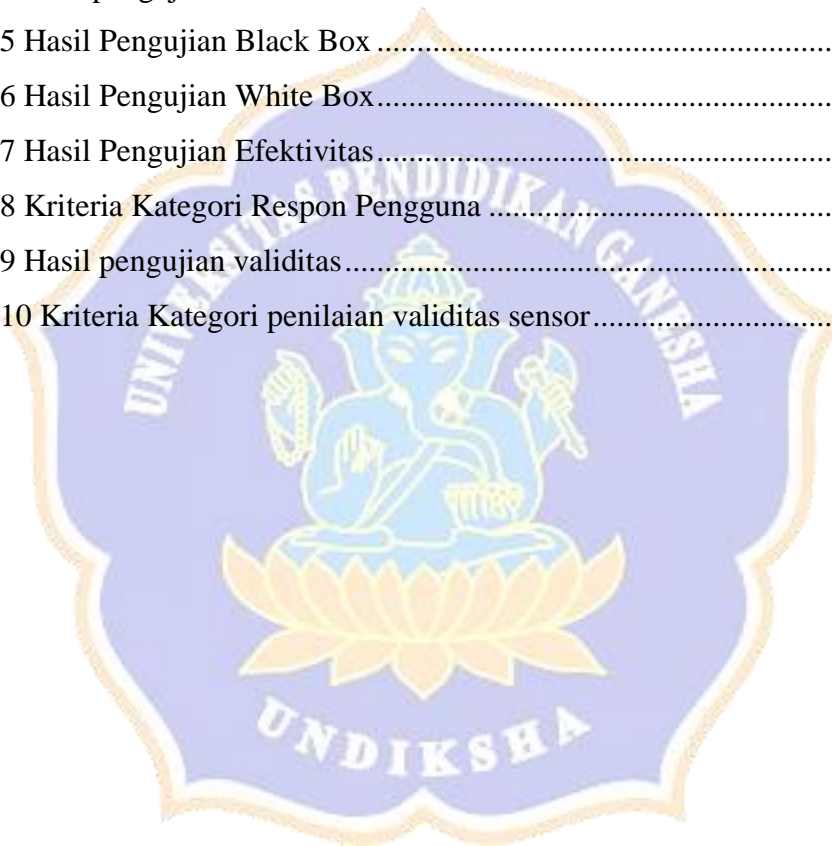 5 Hasil Pengujian Black Box ............................................................
6 Hasil Pengujian White Box............................................................
7 Hasil Pengujian Efektivitas............................................................
8 Kriteria Kategori Respon Pengguna ..............................................
9 Hasil pengujian validitas................................................................
10 Kriteria Kategori penilaian validitas sensor................................
UNIVERSITAS PENDIDIKAN GANESHA
UNDIKSHA